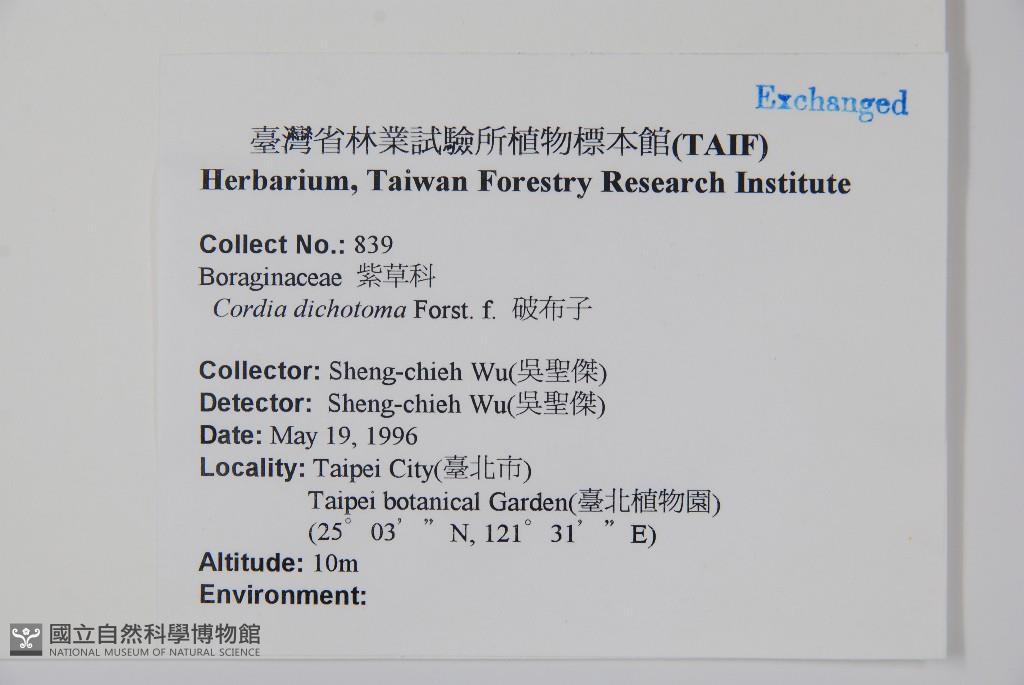 Exchanged
臺灣省林業試驗所植物標本館(TAIF)
Herbarium, Taiwan Forestry Research Institute
Collect No.: 839
Boraginaceae 紫草科
Cordia dichotoma Forst. f. 破布子
Collector: Sheng-chieh Wu(吳聖傑)
Detector: Sheng-chieh Wu(吳聖傑)
Date: May 19, 1996
Locality: Taipei City(臺北市)
Taipei botanical Garden(臺北植物園)
(25° 03’ ” N, 121° 31’ ” E)
Altitude: 10m
Environment:
國立自然科學博物館
NATIONAL MUSEUM OF NATURAL SCIENCE